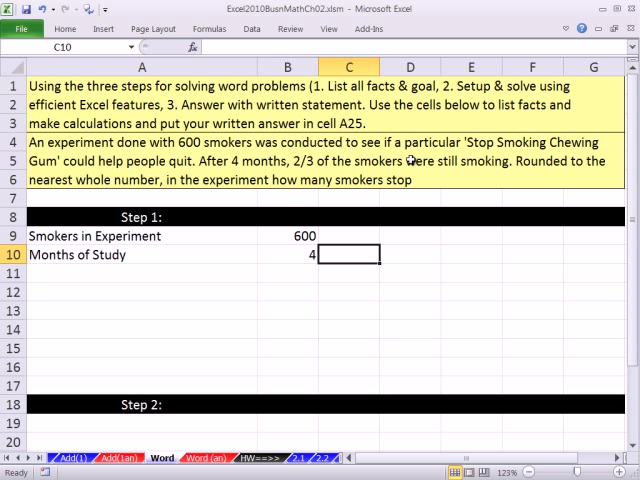 Excel2010BusnMathCh02.xlsm - Microsoft Excel
File Home Insert Page Layout Formulas Data Review View Add-Ins
C10 fx
A B C D E F G
1 Using the three steps for solving word problems (1. List all facts & goal, 2. Setup & solve using
2 efficient Excel features, 3. Answer with written statement. Use the cells below to list facts and
3 make calculations and put your written answer in cell A25.
4 An experiment done with 600 smokers was conducted to see if a particular 'Stop Smoking Chewing
5 Gum' could help people quit. After 4 months, 2/3 of the smokers were still smoking. Rounded to the
6 nearest whole number, in the experiment how many smokers stop
7
8 Step 1:
9 Smokers in Experiment 600
10 Months of Study 4
11
12
13
14
15
16
17
18 Step 2:
19
20
Add(1) Add(1an) Word Word (an) HW==>> 2.1 2.2
Ready 123%